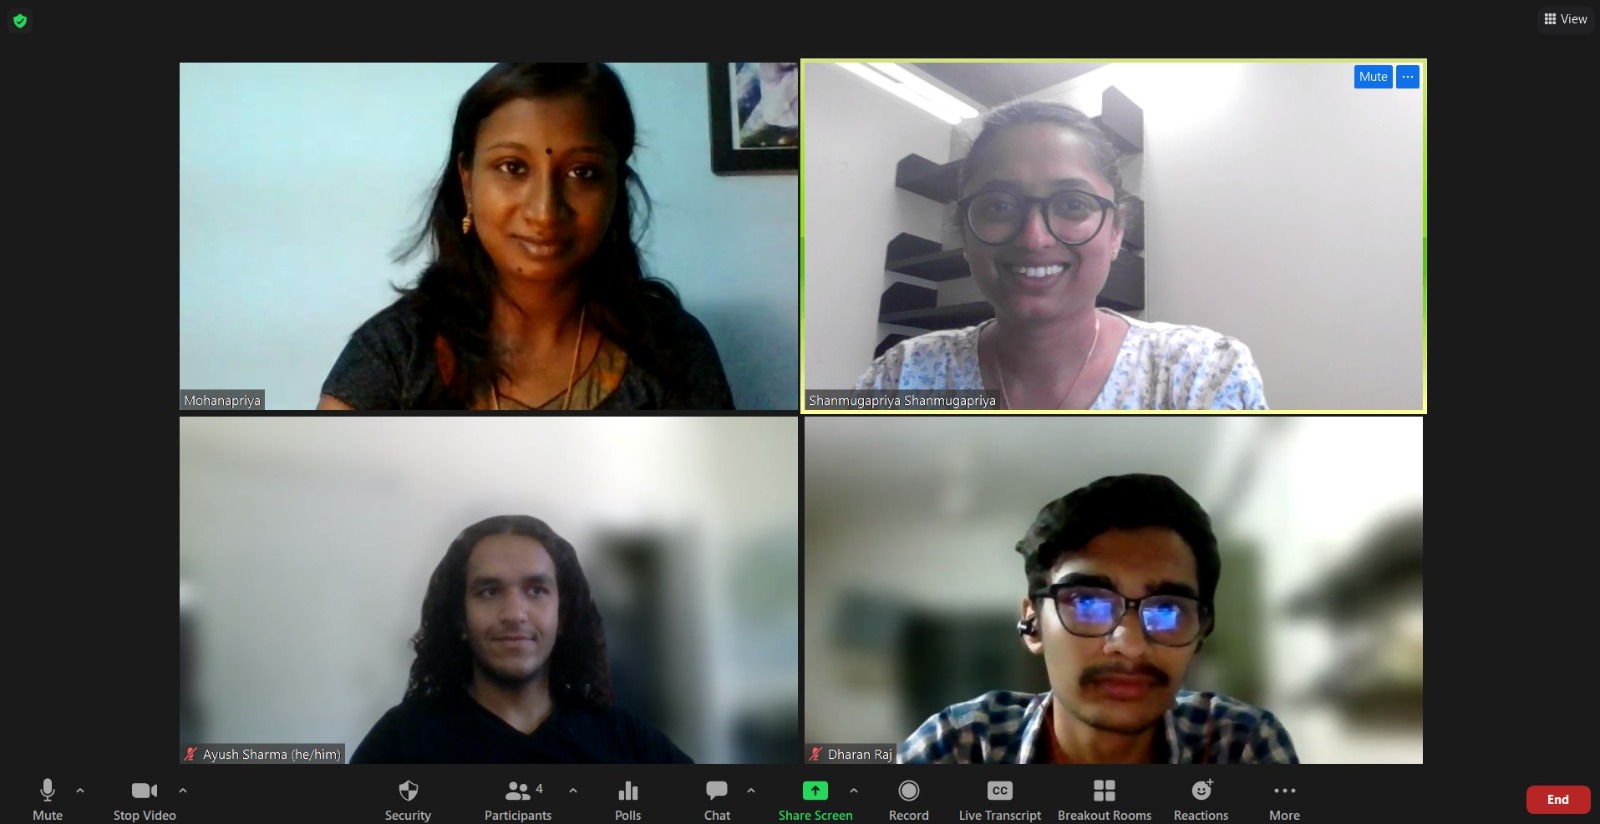 View
Mute ...
Mohanapriya
Shanmugapriya Shanmugapriya
Ayush Sharma (he/him)
Dharan Raj
4
CC
Mute Stop Video Security Participants Polls Chat Share Screen Record Live Transcript Breakout Rooms Reactions More
End